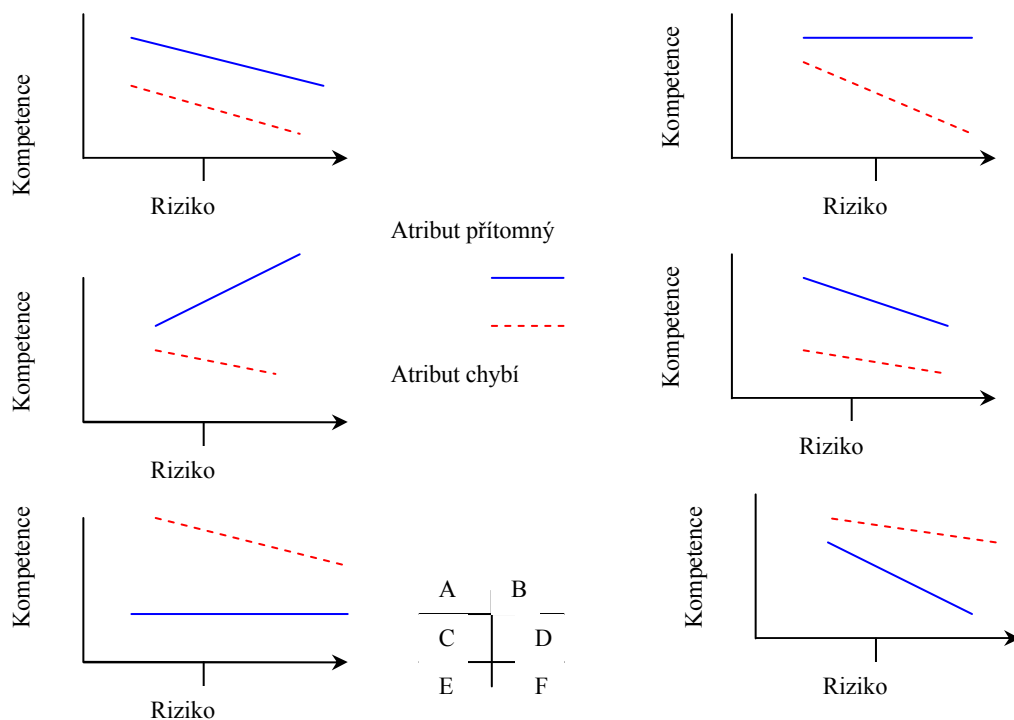 Kompetence
Riziko
Kompetence
Riziko
Atribut přítomný
Atribut chybí
Kompetence
Riziko
Kompetence
Riziko
Kompetence
Riziko
A B
C D
E F
Kompetence
Riziko